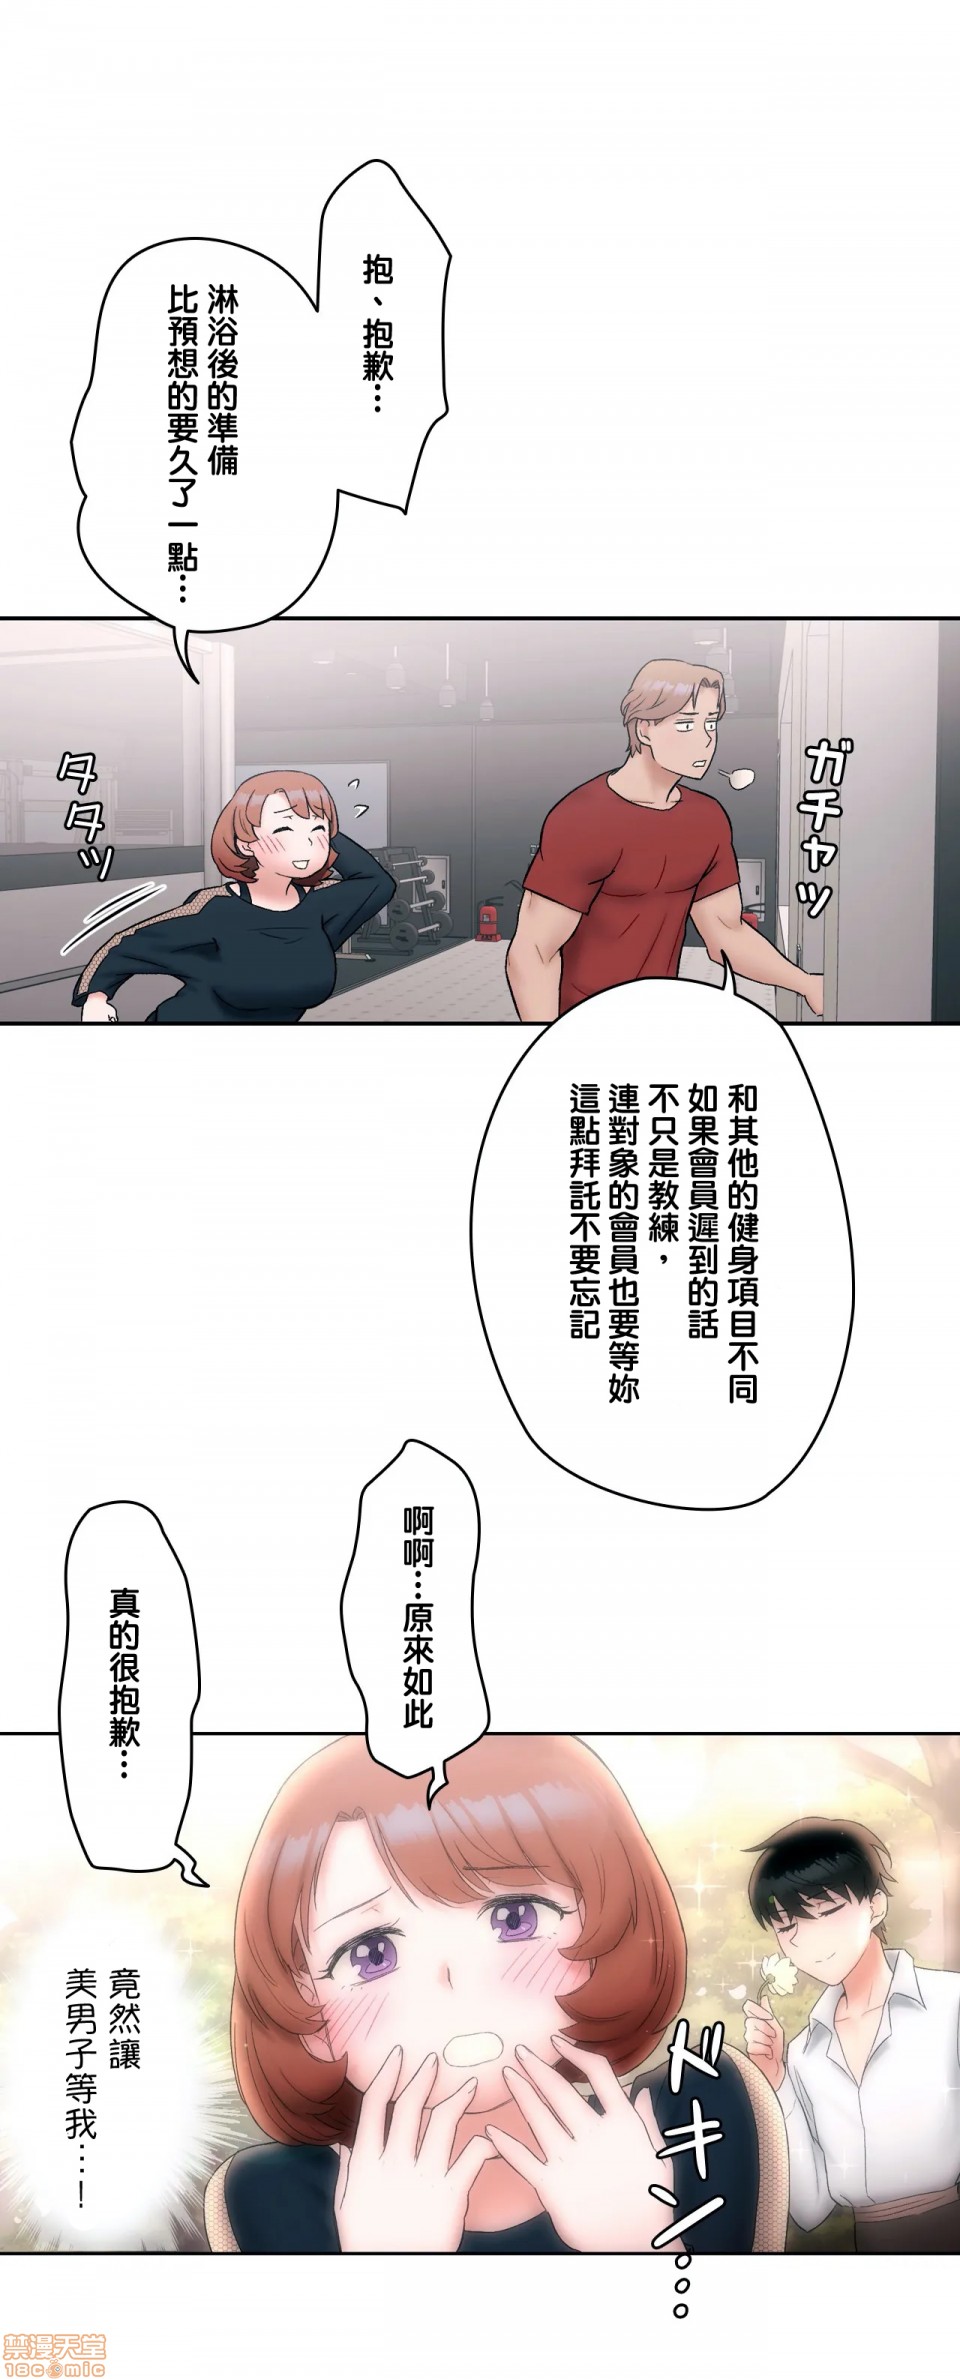 抱、抱歉…
淋浴後的準備
比預想的要久了一點…
ガチャッ
タタタッ
和其他的健身項目不同
如果會員遲到的話
不只是教練，
連對象的會員也要等妳
這點拜託不要忘記
啊啊…原來如此
真的很抱歉…
竟然讓
美男子等我…！
ドキン…
禁漫天堂
18comic